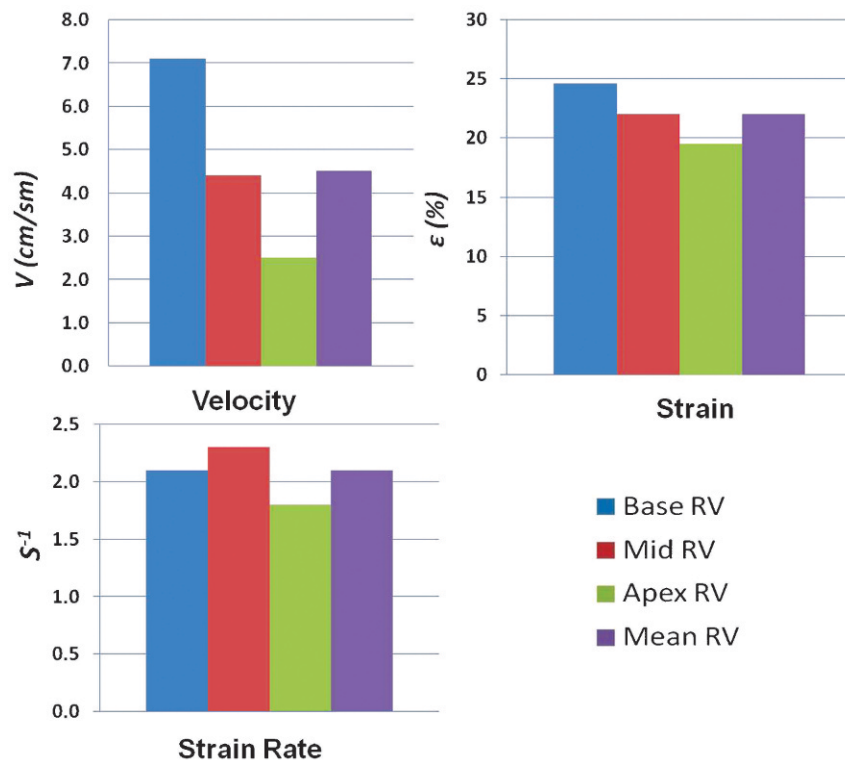 8.0
7.0
6.0
5.0
4.0
3.0
2.0
1.0
0.0
V (cm/sm)
Velocity
30
25
20
15
10
5
0
ε (%)
Strain
2.5
2.0
1.5
1.0
0.5
0.0
S-1
Strain Rate
Base RV
Mid RV
Apex RV
Mean RV